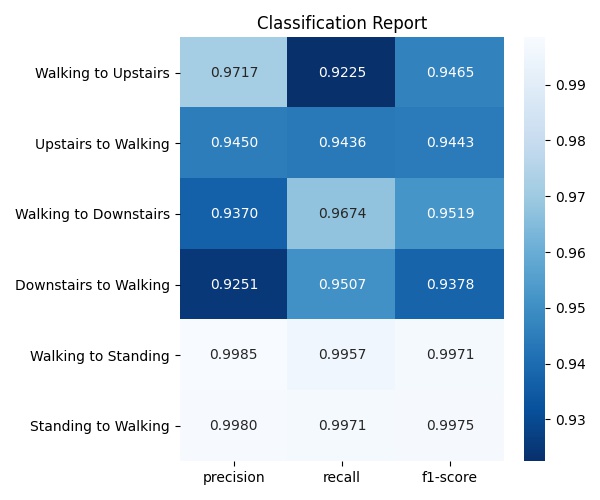 Classification Report
Walking to Upstairs 0.9717 0.9225 0.9465
Upstairs to Walking 0.9450 0.9436 0.9443
Walking to Downstairs 0.9370 0.9674 0.9519
Downstairs to Walking 0.9251 0.9507 0.9378
Walking to Standing 0.9985 0.9957 0.9971
Standing to Walking 0.9980 0.9971 0.9975
precision recall f1-score
0.99
0.98
0.97
0.96
0.95
0.94
0.93